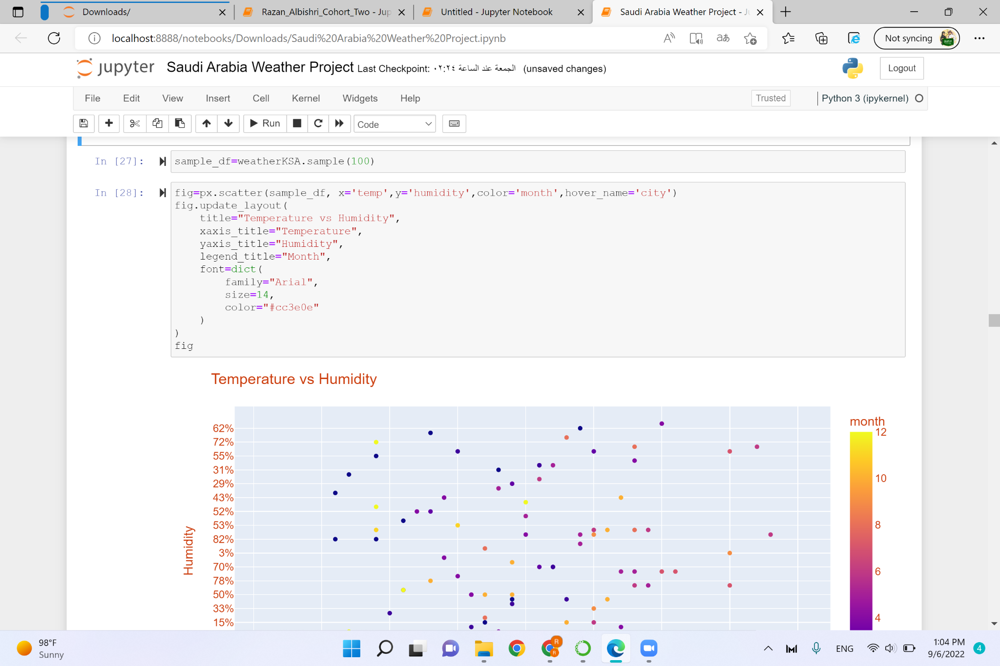 Downloads/
Razan_Albishri_Cohort_Two - Jup
Untitled - Jupyter Notebook
Saudi Arabia Weather Project - Ju
localhost:8888/notebooks/Downloads/Saudi%20Arabia%20Weather%20Project.ipynb
Not syncing
jupyter Saudi Arabia Weather Project Last Checkpoint: الجمعة عند الساعة ٠٢:٢٤ (unsaved changes)
Logout
File Edit View Insert Cell Kernel Widgets Help
Trusted
Python 3 (ipykernel)
Run
Code
In [27]: sample_df=weatherKSA.sample(100)
In [28]: fig=px.scatter(sample_df, x='temp',y='humidity',color='month',hover_name='city')
fig.update_layout(
title="Temperature vs Humidity",
xaxis_title="Temperature",
yaxis_title="Humidity",
legend_title="Month",
font=dict(
family="Arial",
size=14,
color="#cc3e0e"
)
)
fig
Temperature vs Humidity
Humidity
62%
72%
55%
31%
29%
43%
52%
53%
82%
3%
70%
78%
50%
33%
15%
month
12
10
8
6
4
98°F
Sunny
R
R
ENG
1:04 PM
9/6/2022
4